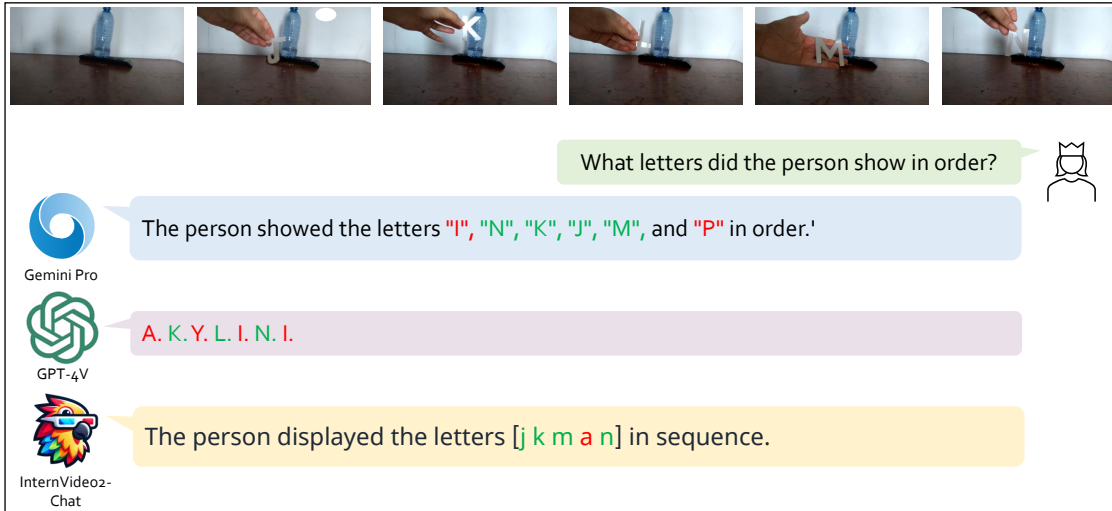 J K L M
What letters did the person show in order?
The person showed the letters "I", "N", "K", "J", "M", and "P" in order.'
Gemini Pro
A. K. Y. L. I. N. I.
GPT-4V
The person displayed the letters [j k m a n] in sequence.
InternVideo2-
Chat